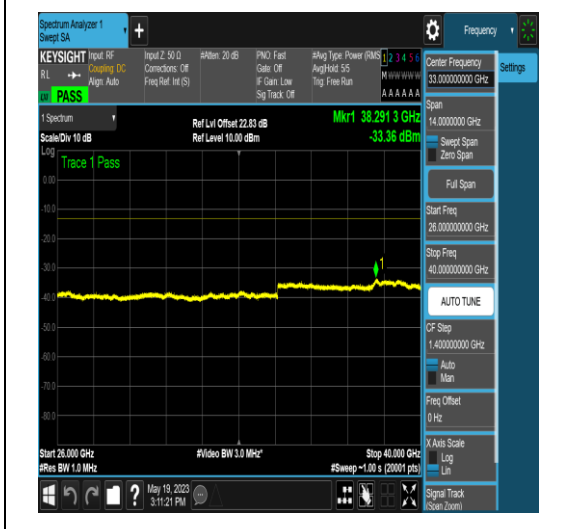 Spectrum Analyzer 1
Swept SA
+
Frequency
KEYSIGHT
Input: RF
Input Z: 50 Ω
#Atten: 20 dB
PNO: Fast
#Avg Type: Power (RMS
1 2 3 4 5 6
RL
Coupling: DC
Corrections: Off
Gate: Off
Avg|Hold: 5/5
M W W W W W
Align: Auto
Freq Ref: Int (S)
IF Gain: Low
Trig: Free Run
Sig Track: Off
A A A A A A
PASS
1 Spectrum
Ref Lvl Offset 22.83 dB
Mkr1 38.291 3 GHz
Scale/Div 10 dB
Ref Level 10.00 dBm
-33.36 dBm
Log
Trace 1 Pass
0.00
-10.0
-20.0
-30.0
1
-40.0
-50.0
-60.0
-70.0
-80.0
Start 26.000 GHz
#Video BW 3.0 MHz*
Stop 40.000 GHz
#Res BW 1.0 MHz
#Sweep ~1.00 s (20001 pts)
?
May 19, 2023
3:11:21 PM
Center Frequency
33.000000000 GHz
Settings
Span
14.0000000 GHz
Swept Span
Zero Span
Full Span
Start Freq
26.000000000 GHz
Stop Freq
40.000000000 GHz
AUTO TUNE
CF Step
1.400000000 GHz
Auto
Man
Freq Offset
0 Hz
X Axis Scale
Log
Lin
Signal Track
(Span Zoom)